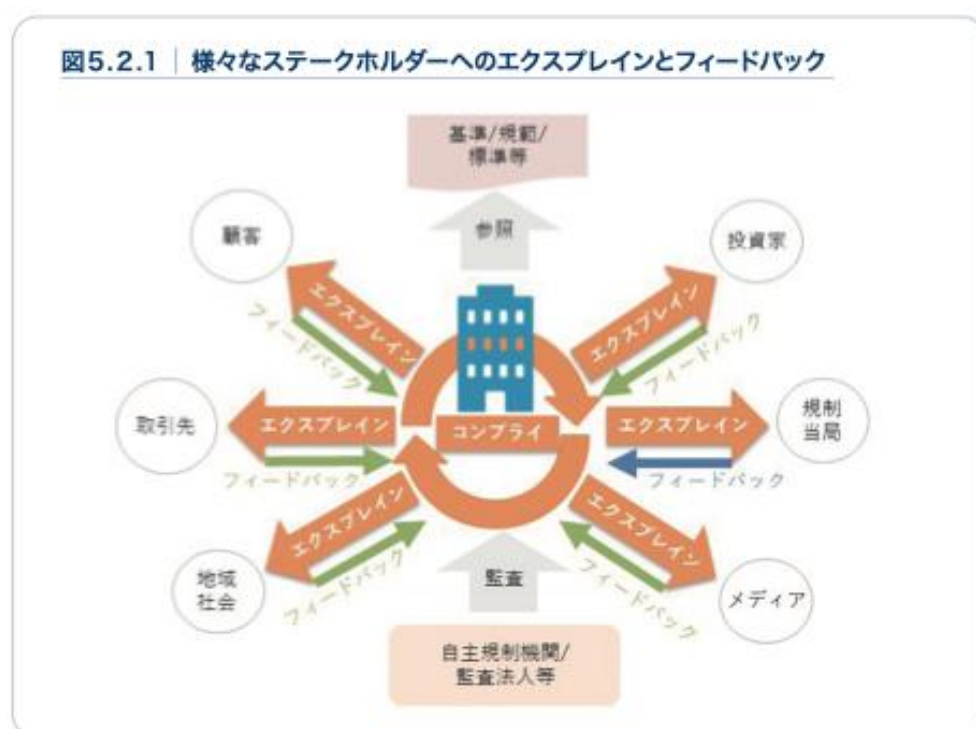 図5.2.1 | 様々なステークホルダーへのエクスプレインとフィードバック
基準/規範/
標準等
参照
顧客
投資家
エクスプレイン
フィードバック
エクスプレイン
フィードバック
取引先
エクスプレイン
フィードバック
コンプライ
エクスプレイン
フィードバック
規制
当局
地域
社会
エクスプレイン
フィードバック
エクスプレイン
フィードバック
メディア
監査
自主規制機関/
監査法人等